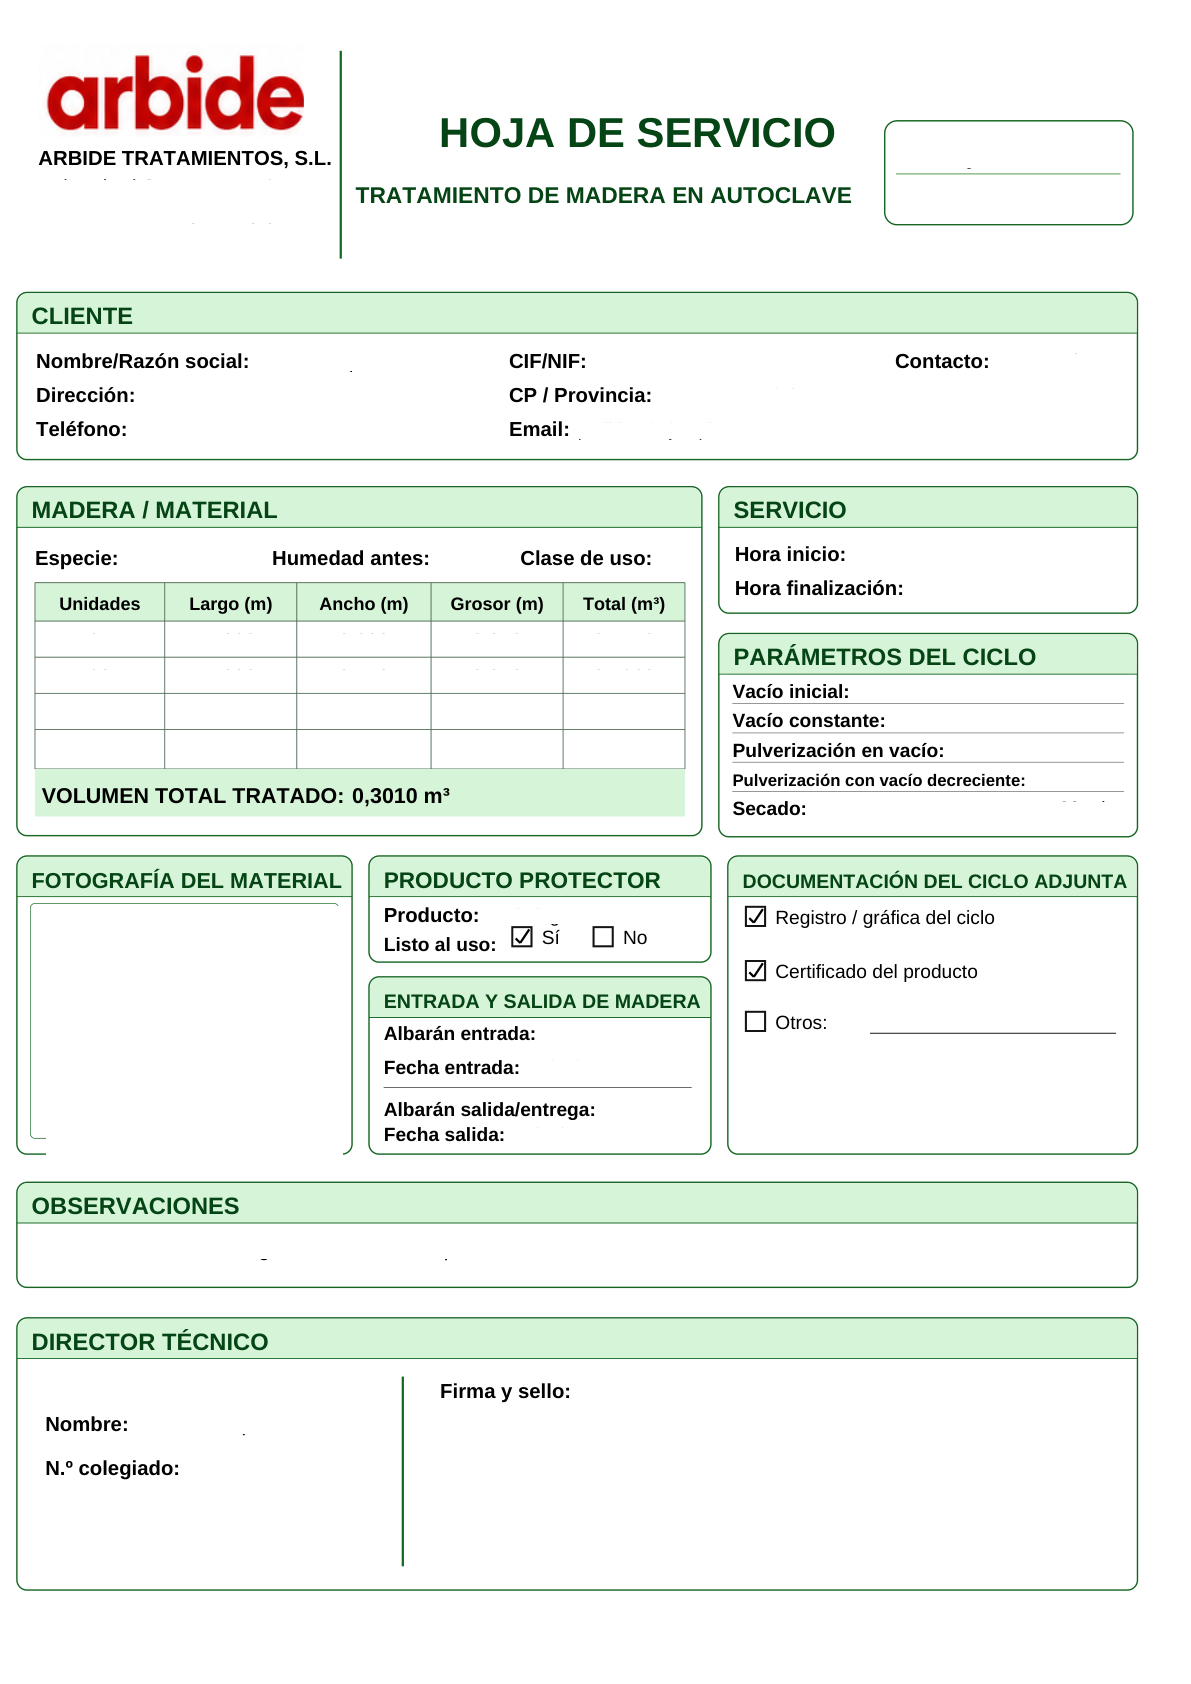 arbide
ARBIDE TRATAMIENTOS, S.L.
HOJA DE SERVICIO
TRATAMIENTO DE MADERA EN AUTOCLAVE
CLIENTE
Nombre/Razón social: CIF/NIF: Contacto:
Dirección: CP / Provincia:
Teléfono: Email:
MADERA / MATERIAL
Especie: Humedad antes: Clase de uso:
Unidades Largo (m) Ancho (m) Grosor (m) Total (m³)
VOLUMEN TOTAL TRATADO: 0,3010 m³
SERVICIO
Hora inicio:
Hora finalización:
PARÁMETROS DEL CICLO
Vacío inicial:
Vacío constante:
Pulverización en vacío:
Pulverización con vacío decreciente:
Secado:
FOTOGRAFÍA DEL MATERIAL
PRODUCTO PROTECTOR
Producto:
Listo al uso: Sí No
ENTRADA Y SALIDA DE MADERA
Albarán entrada:
Fecha entrada:
Albarán salida/entrega:
Fecha salida:
DOCUMENTACIÓN DEL CICLO ADJUNTA
Registro / gráfica del ciclo
Certificado del producto
Otros:
OBSERVACIONES
DIRECTOR TÉCNICO
Nombre:
N.º colegiado:
Firma y sello: